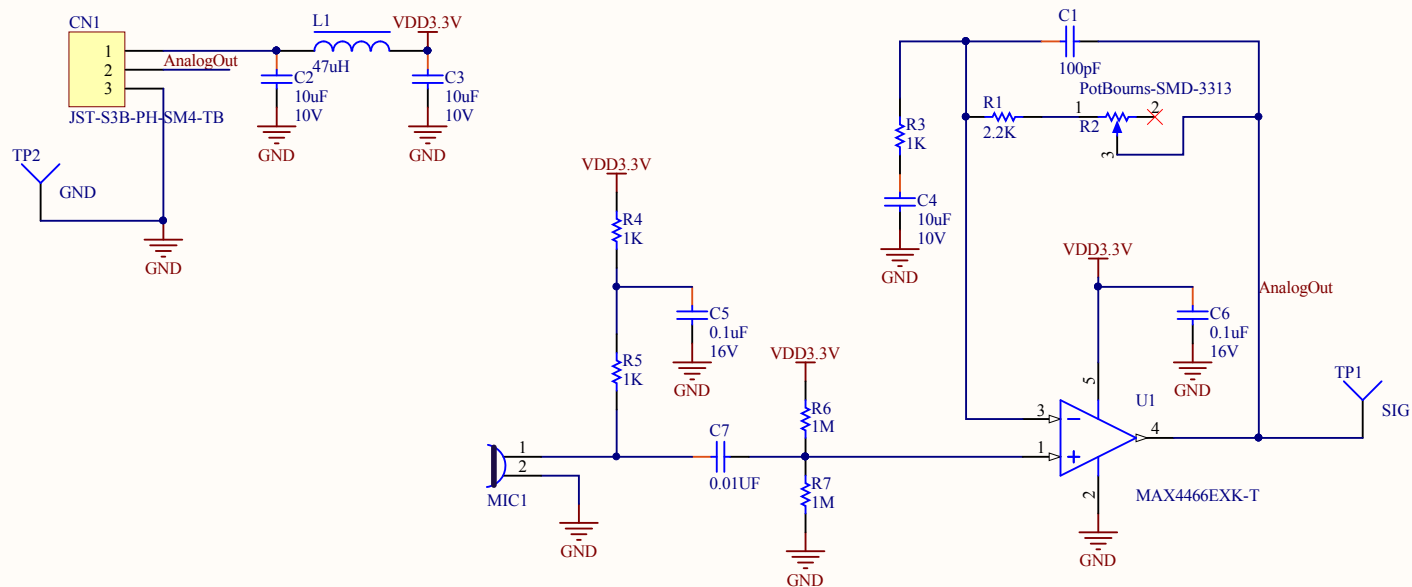 CN1
1
2
3
JST-S3B-PH-SM4-TB
AnalogOut
L1
47uH
VDD3.3V
C2
10uF
10V
GND
C3
10uF
10V
GND
TP2
GND
GND
VDD3.3V
R4
1K
C5
0.1uF
16V
GND
R5
1K
MIC1
1
2
GND
C7
0.01UF
VDD3.3V
R6
1M
R7
1M
GND
C1
100pF
PotBourns-SMD-3313
R1
2.2K
1
R2
2
3
R3
1K
C4
10uF
10V
GND
VDD3.3V
C6
0.1uF
16V
GND
AnalogOut
5
U1
3
1
4
2
MAX4466EXK-T
GND
TP1
SIG